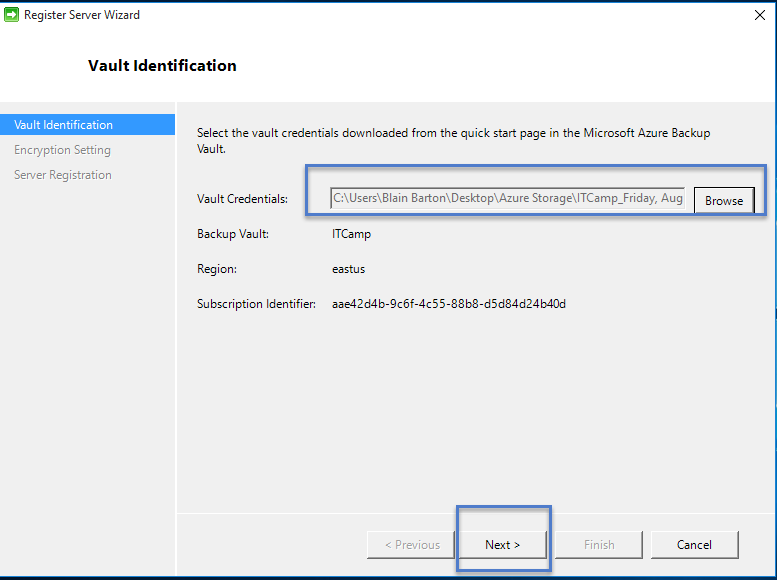 Register Server Wizard
Vault Identification
Vault Identification
Encryption Setting
Server Registration
Select the vault credentials downloaded from the quick start page in the Microsoft Azure Backup
Vault.
Vault Credentials: C:\Users\Blain Barton\Desktop\Azure Storage\ITCamp_Friday, Aug Browse
Backup Vault: ITCamp
Region: eastus
Subscription Identifier: aae42d4b-9c6f-4c55-88b8-d5d84d24b40d
< Previous Next > Finish Cancel